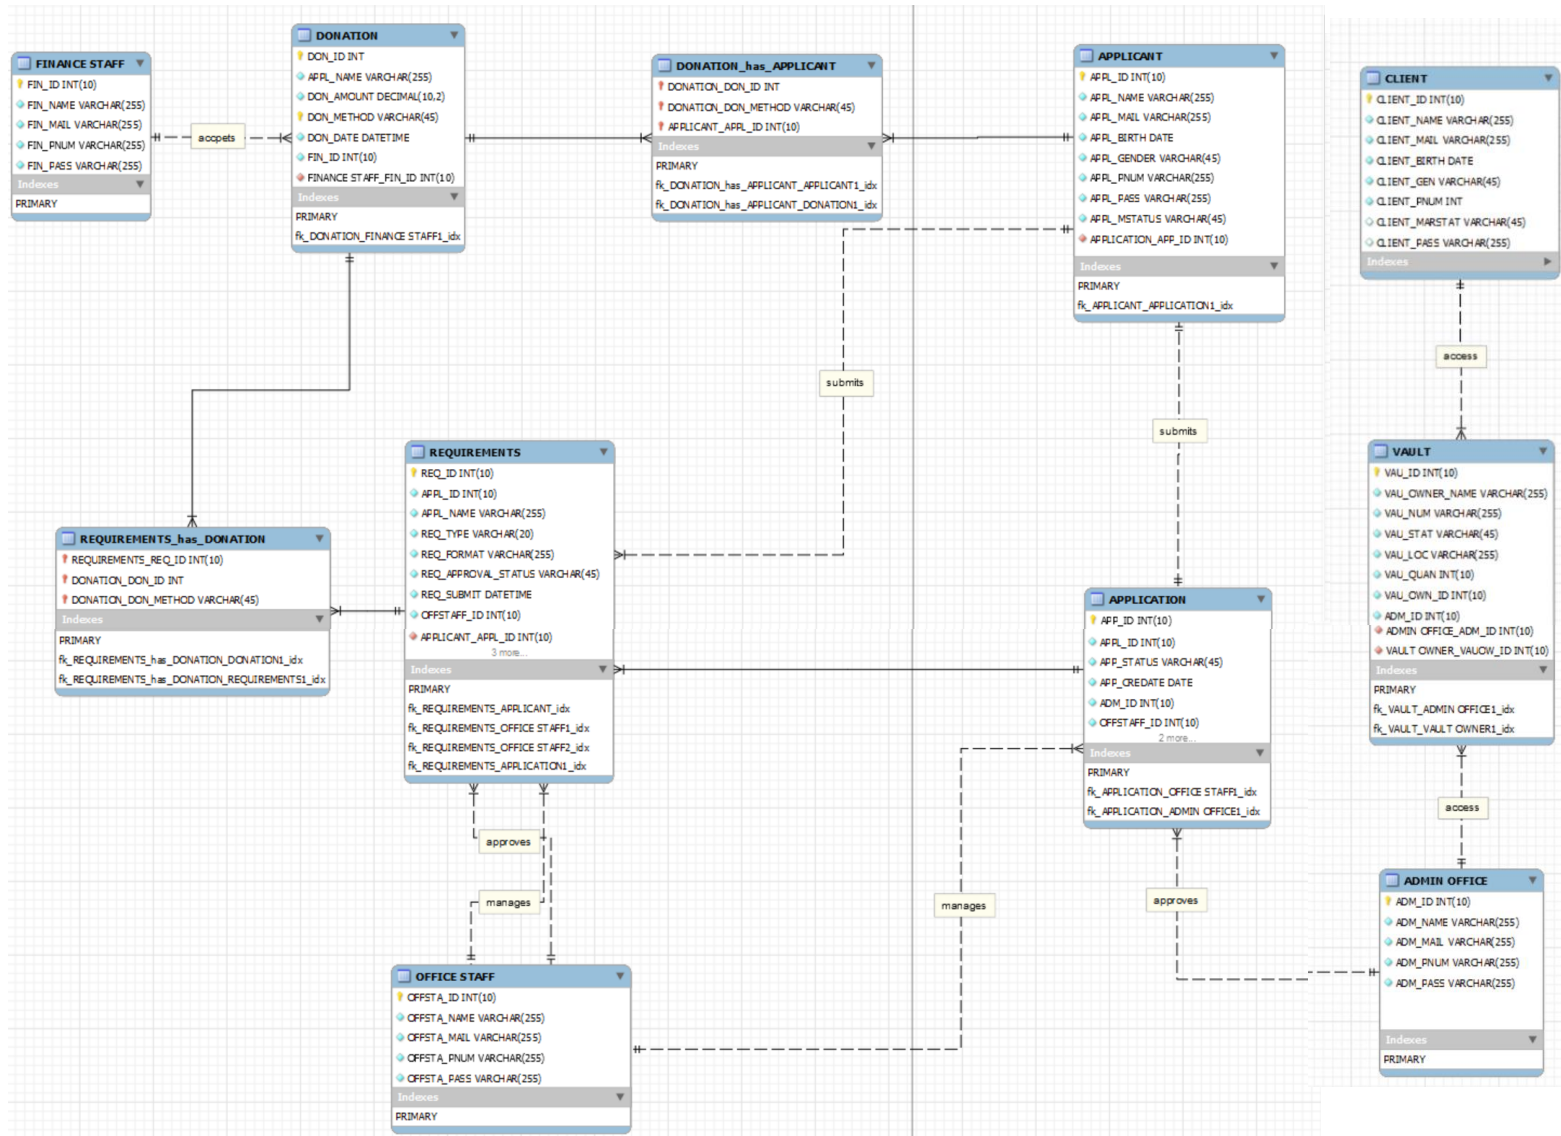 FINANCE STAFF
FIN_ID INT(10)
FIN_NAME VARCHAR(255)
FIN_MAIL VARCHAR(255)
FIN_PNUM VARCHAR(255)
FIN_PASS VARCHAR(255)
Indexes
PRIMARY
accpets
DONATION
DON_ID INT
APPL_NAME VARCHAR(255)
DON_AMOUNT DECIMAL(10,2)
DON_METHOD VARCHAR(45)
DON_DATE DATETIME
FIN_ID INT(10)
FINANCE STAFF_FIN_ID INT(10)
Indexes
PRIMARY
fk_DONATION_FINANCE STAFF1_idx
DONATION_has_APPLICANT
DONATION_DON_ID INT
DONATION_DON_METHOD VARCHAR(45)
APPLICANT_APPL_ID INT(10)
Indexes
PRIMARY
fk_DONATION_has_APPLICANT_APPLICANT1_idx
fk_DONATION_has_APPLICANT_DONATION1_idx
APPLICANT
APPL_ID INT(10)
APPL_NAME VARCHAR(255)
APPL_MAIL VARCHAR(255)
APPL_BIRTH DATE
APPL_GENDER VARCHAR(45)
APPL_PNUM VARCHAR(255)
APPL_PASS VARCHAR(255)
APPL_MSTATUS VARCHAR(45)
APPLICATION_APP_ID INT(10)
Indexes
PRIMARY
fk_APPLICANT_APPLICATION1_idx
CLIENT
CLIENT_ID INT(10)
CLIENT_NAME VARCHAR(255)
CLIENT_MAIL VARCHAR(255)
CLIENT_BIRTH DATE
CLIENT_GEN VARCHAR(45)
CLIENT_PNUM INT
CLIENT_MARSTAT VARCHAR(45)
CLIENT_PASS VARCHAR(255)
Indexes
access
submits
submits
REQUIREMENTS_has_DONATION
REQUIREMENTS_REQ_ID INT(10)
DONATION_DON_ID INT
DONATION_DON_METHOD VARCHAR(45)
Indexes
PRIMARY
fk_REQUIREMENTS_has_DONATION_DONATION1_idx
fk_REQUIREMENTS_has_DONATION_REQUIREMENTS1_idx
REQUIREMENTS
REQ_ID INT(10)
APPL_ID INT(10)
APPL_NAME VARCHAR(255)
REQ_TYPE VARCHAR(20)
REQ_FORMAT VARCHAR(255)
REQ_APPROVAL_STATUS VARCHAR(45)
REQ_SUBMIT DATETIME
OFFSTAFF_ID INT(10)
APPLICANT_APPL_ID INT(10)
3 more...
Indexes
PRIMARY
fk_REQUIREMENTS_APPLICANT_idx
fk_REQUIREMENTS_OFFICE STAFF1_idx
fk_REQUIREMENTS_OFFICE STAFF2_idx
fk_REQUIREMENTS_APPLICATION1_idx
APPLICATION
APP_ID INT(10)
APPL_ID INT(10)
APP_STATUS VARCHAR(45)
APP_CREDATE DATE
ADM_ID INT(10)
OFFSTAFF_ID INT(10)
2 more...
Indexes
PRIMARY
fk_APPLICATION_OFFICE STAFF1_idx
fk_APPLICATION_ADMIN OFFICE1_idx
VAULT
VAU_ID INT(10)
VAU_OWNER_NAME VARCHAR(255)
VAU_NUM VARCHAR(255)
VAU_STAT VARCHAR(45)
VAU_LOC VARCHAR(255)
VAU_QUAN INT(10)
VAU_OWN_ID INT(10)
ADM_ID INT(10)
ADMIN OFFICE_ADM_ID INT(10)
VAULT OWNER_VAUOW_ID INT(10)
Indexes
PRIMARY
fk_VAULT_ADMIN OFFICE1_idx
fk_VAULT_VAULT OWNER1_idx
access
approves
manages
manages
approves
OFFICE STAFF
OFFSTA_ID INT(10)
OFFSTA_NAME VARCHAR(255)
OFFSTA_MAIL VARCHAR(255)
OFFSTA_PNUM VARCHAR(255)
OFFSTA_PASS VARCHAR(255)
Indexes
PRIMARY
ADMIN OFFICE
ADM_ID INT(10)
ADM_NAME VARCHAR(255)
ADM_MAIL VARCHAR(255)
ADM_PNUM VARCHAR(255)
ADM_PASS VARCHAR(255)
Indexes
PRIMARY